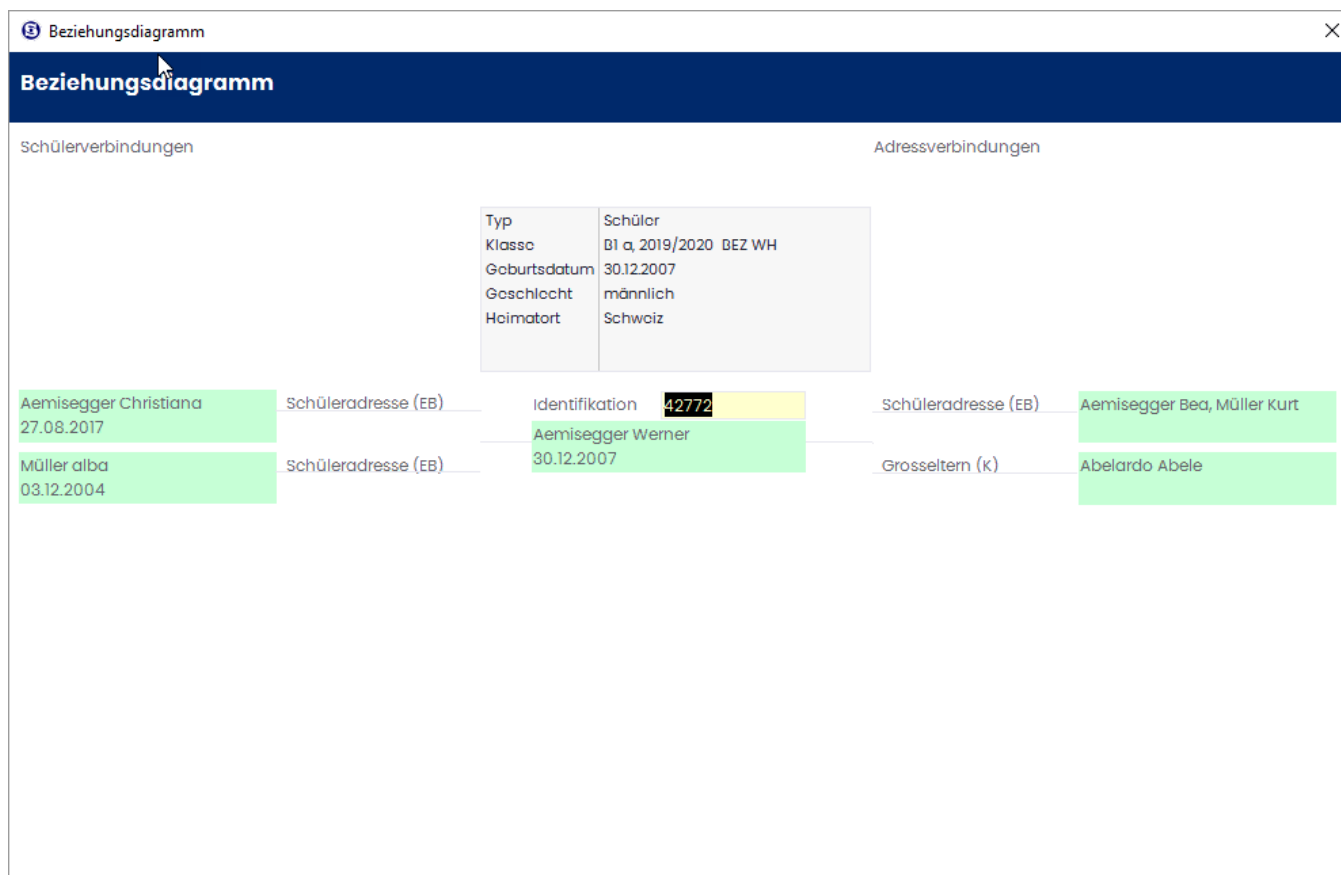 Beziehungsdiagramm
Beziehungsdiagramm
Schülerverbindungen
Adressverbindungen
Typ Schüler
Klasse B1 a, 2019/2020 BEZ WH
Geburtsdatum 30.12.2007
Geschlecht männlich
Heimatort Schweiz
Aemisegger Christiana Schüleradresse (EB) Identifikation 42772 Schüleradresse (EB) Aemisegger Bea, Müller Kurt
27.08.2017
Aemisegger Werner
Müller alba Schüleradresse (EB) 30.12.2007 Grosseltern (K) Abelardo Abele
03.12.2004